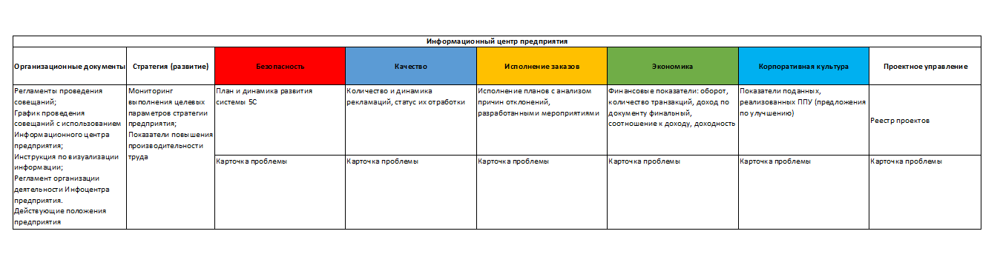 Информационный центр предприятия
Организационные документы
Стратегия (развитие)
Безопасность
Качество
Исполнение заказов
Экономика
Корпоративная культура
Проектное управление
Регламенты проведения
совещаний;
График проведения
совещаний с использованием
Информационного центра
предприятия;
Инструкция по визуализации
информации;
Регламент организации
деятельности Инфоцентра
предприятия.
Действующие положения
предприятия
Мониторинг
выполнения целевых
параметров стратегии
предприятия;
Показатели повышения
производительности
труда
План и динамика развития
системы 5С
Количество и динамика
рекламаций, статус их отработки
Исполнение планов с анализом
причин отклонений,
разработанными мероприятиями
Финансовые показатели: оборот,
количество транзакций, доход по
документу финальный,
соотношение к доходу, доходность
Показатели поданных,
реализованных ППУ (предложения
по улучшению)
Реестр проектов
Карточка проблемы
Карточка проблемы
Карточка проблемы
Карточка проблемы
Карточка проблемы
Карточка проблемы